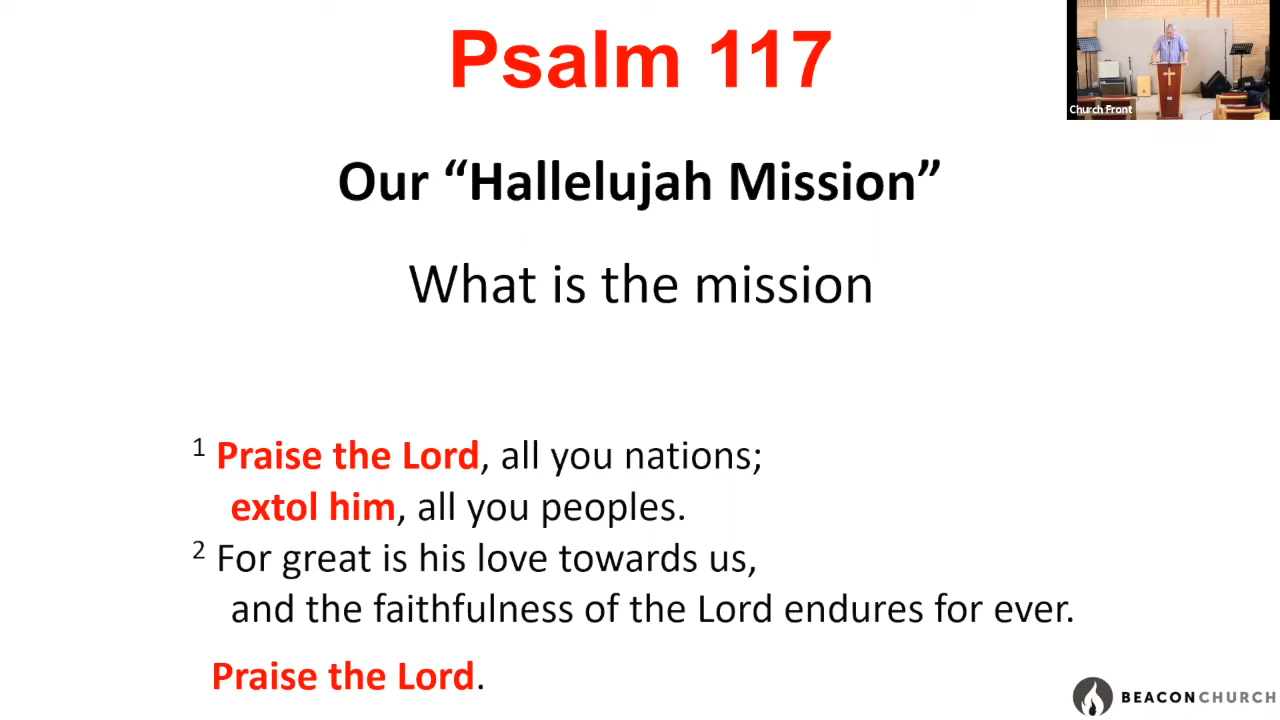 Psalm 117
Church Front
Our “Hallelujah Mission”
What is the mission
1 Praise the Lord, all you nations;
extol him, all you peoples.
2 For great is his love towards us,
and the faithfulness of the Lord endures for ever.
Praise the Lord.
BEACONCHURCH